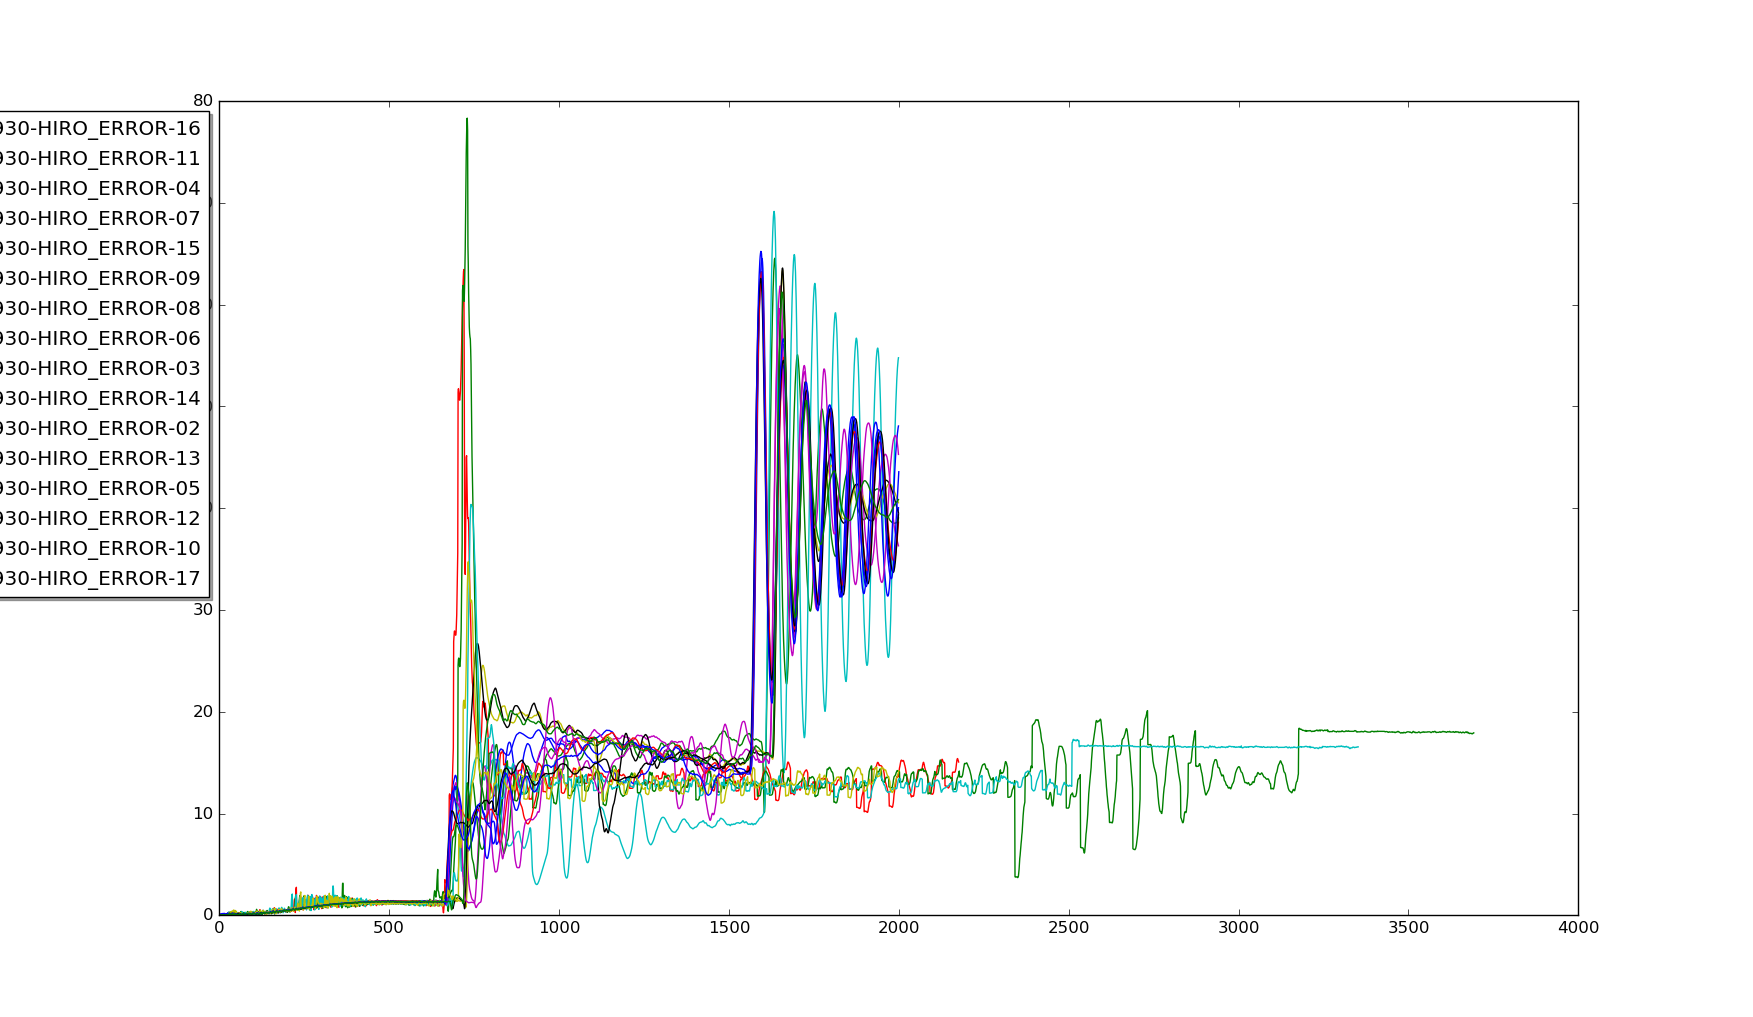 80
930-HIRO_ERROR-16
930-HIRO_ERROR-11
930-HIRO_ERROR-04
930-HIRO_ERROR-07
930-HIRO_ERROR-15
930-HIRO_ERROR-09
930-HIRO_ERROR-08
930-HIRO_ERROR-06
930-HIRO_ERROR-03
930-HIRO_ERROR-14
930-HIRO_ERROR-02
930-HIRO_ERROR-13
930-HIRO_ERROR-05
930-HIRO_ERROR-12
930-HIRO_ERROR-10
930-HIRO_ERROR-17
30
20
10
0
0 500 1000 1500 2000 2500 3000 3500 4000